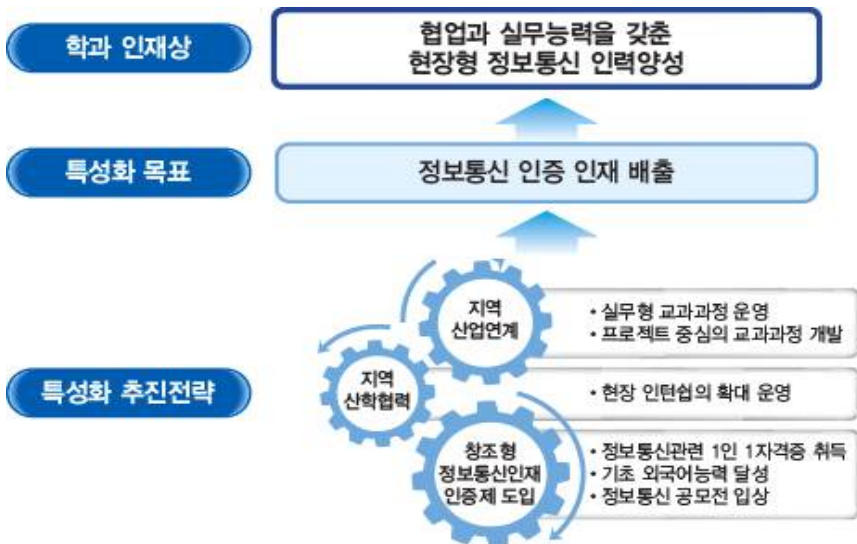 학과 인재상
협업과 실무능력을 갖춘
현장형 정보통신 인력양성
특성화 목표
정보통신 인증 인재 배출
특성화 추진전략
지역
산업연계
• 실무형 교과과정 운영
• 프로젝트 중심의 교과과정 개발
지역
산학협력
• 현장 인턴쉽의 확대 운영
창조형
정보통신인재
인증제 도입
• 정보통신관련 1인 1자격증 취득
• 기초 외국어능력 달성
• 정보통신 공모전 입상